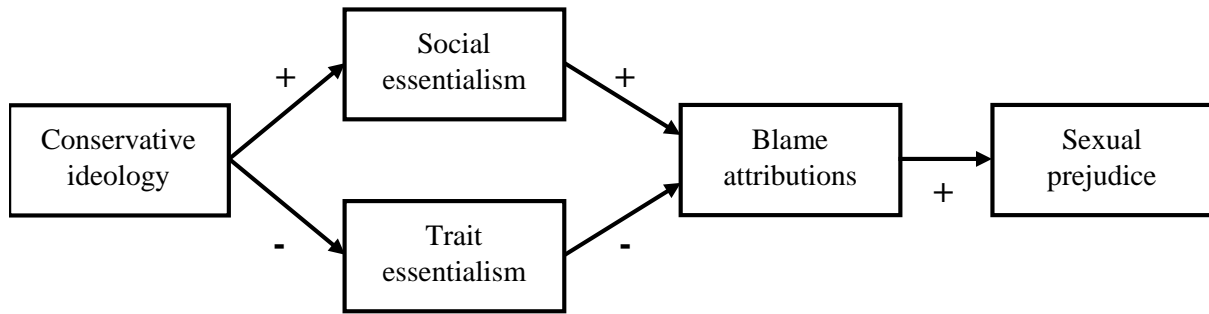 Social
essentialism
+
+
Conservative
ideology
Blame
attributions
Sexual
prejudice
+
-
Trait
essentialism
-